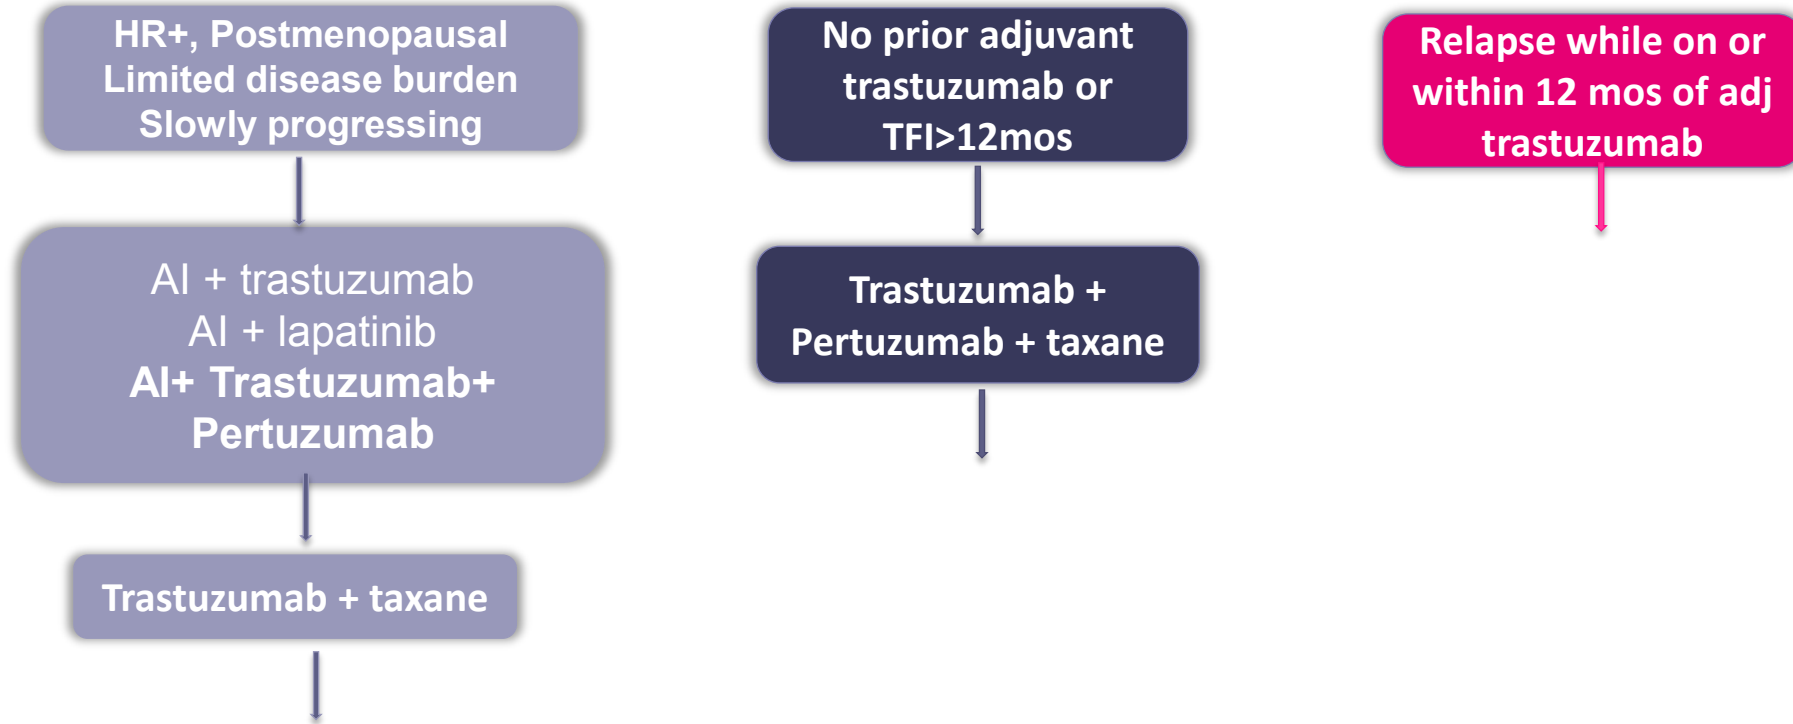 HR+, Postmenopausal
Limited disease burden
Slowly progressing
AI + trastuzumab
AI + lapatinib
AI+ Trastuzumab+
Pertuzumab
Trastuzumab + taxane
No prior adjuvant
trastuzumab or
TFI>12mos
Trastuzumab +
Pertuzumab + taxane
Relapse while on or
within 12 mos of adj
trastuzumab